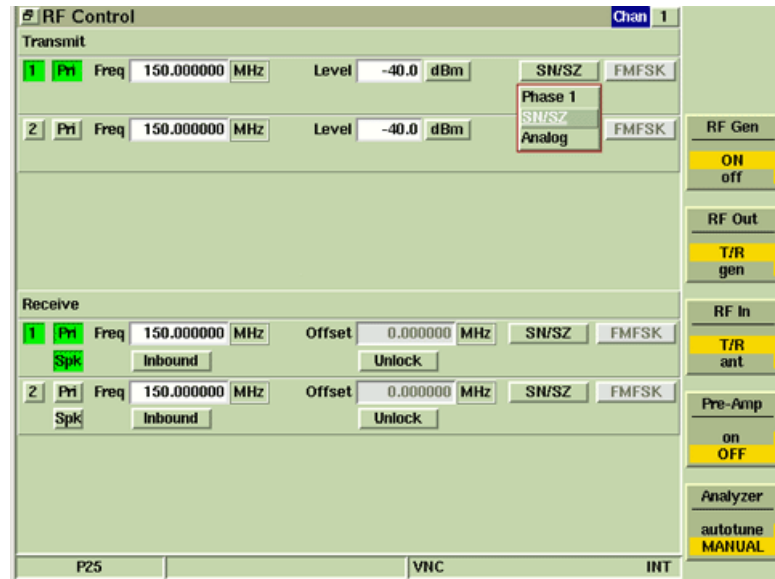 RF Control Chan 1
Transmit
1 Pri Freq 150.000000 MHz Level -40.0 dBm SN/SZ FMFSK
Phase 1
SN/SZ
Analog
2 Pri Freq 150.000000 MHz Level -40.0 dBm FMFSK
Receive
1 Pri Freq 150.000000 MHz Offset 0.000000 MHz SN/SZ FMFSK
Spk Inbound Unlock
2 Pri Freq 150.000000 MHz Offset 0.000000 MHz SN/SZ FMFSK
Spk Inbound Unlock
RF Gen
ON
off
RF Out
T/R
gen
RF In
T/R
ant
Pre-Amp
on
OFF
Analyzer
autotune
MANUAL
P25 VNC INT